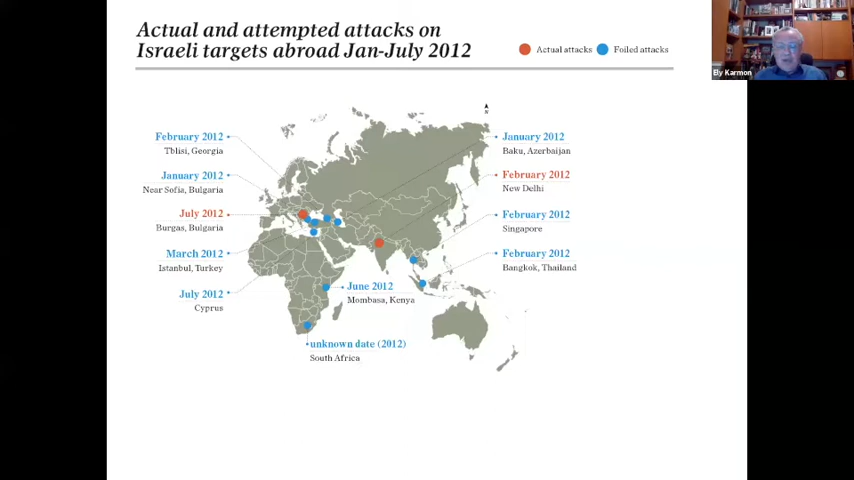 Actual and attempted attacks on
Israeli targets abroad Jan-July 2012
Actual attacks
Foiled attacks
Ely Karmon
N
February 2012
Tblisi, Georgia
January 2012
Near Sofia, Bulgaria
July 2012
Burgas, Bulgaria
March 2012
Istanbul, Turkey
July 2012
Cyprus
January 2012
Baku, Azerbaijan
February 2012
New Delhi
February 2012
Singapore
February 2012
Bangkok, Thailand
June 2012
Mombasa, Kenya
unknown date (2012)
South Africa